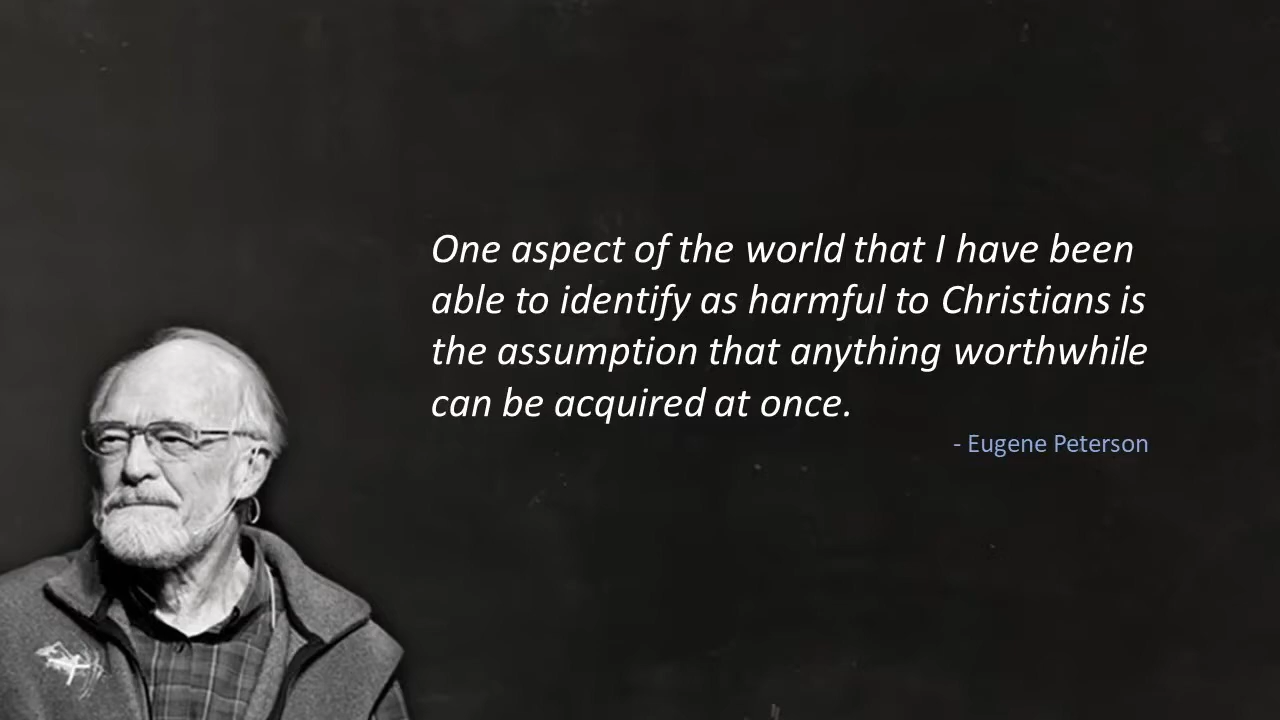 One aspect of the world that I have been
able to identify as harmful to Christians is
the assumption that anything worthwhile
can be acquired at once.
- Eugene Peterson